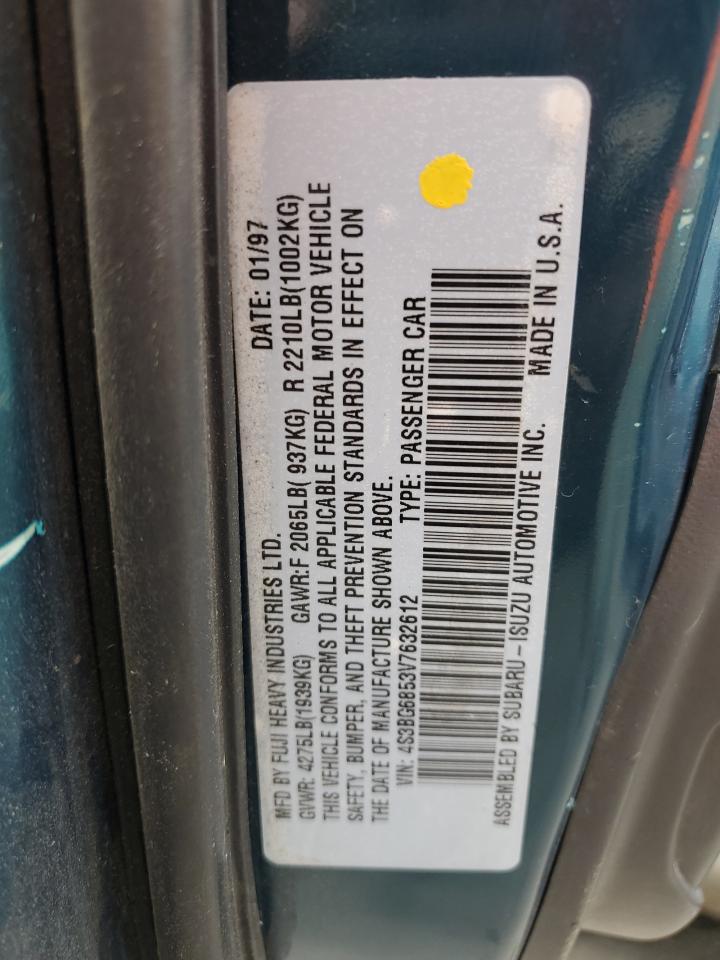 MFD BY FUJI HEAVY INDUSTRIES LTD. DATE: 01/97
GVWR: 4275LB(1939KG) GAWR:F 2065LB( 937KG) R 2210LB(1002KG)
THIS VEHICLE CONFORMS TO ALL APPLICABLE FEDERAL MOTOR VEHICLE
SAFETY, BUMPER, AND THEFT PREVENTION STANDARDS IN EFFECT ON
THE DATE OF MANUFACTURE SHOWN ABOVE.
VIN: 4S3BG6853V7632612 TYPE: PASSENGER CAR
ASSEMBLED BY SUBARU-ISUZU AUTOMOTIVE INC. MADE IN U.S.A.